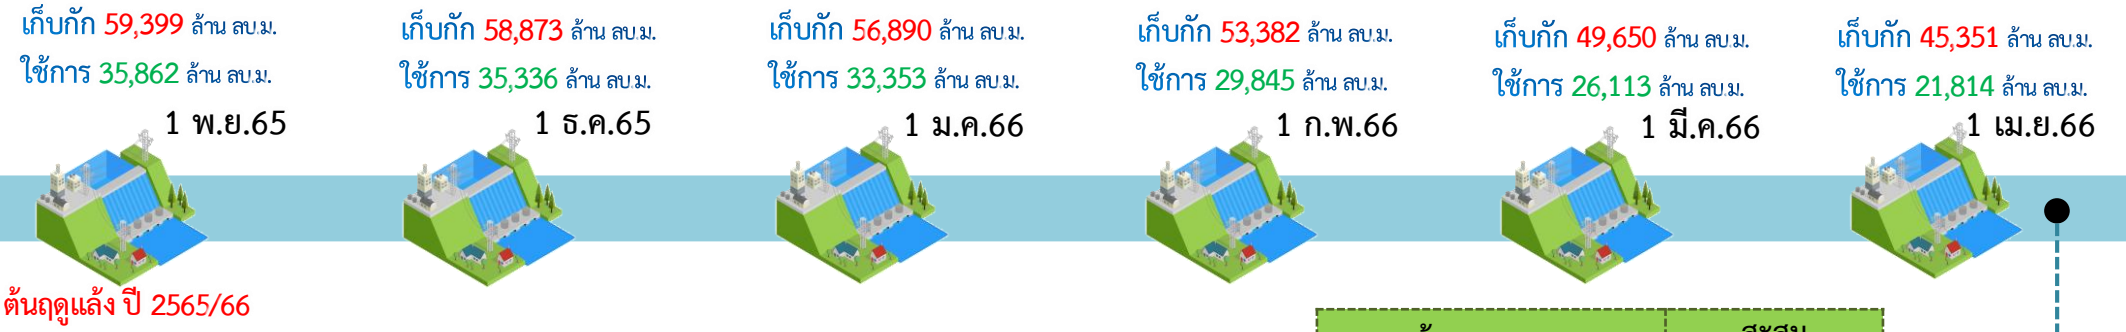 เก็บกัก 59,399 ล้าน ลบ.ม.
ใช้การ 35,862 ล้าน ลบ.ม.
1 พ.ย.65
เก็บกัก 58,873 ล้าน ลบ.ม.
ใช้การ 35,336 ล้าน ลบ.ม.
1 ธ.ค.65
เก็บกัก 56,890 ล้าน ลบ.ม.
ใช้การ 33,353 ล้าน ลบ.ม.
1 ม.ค.66
เก็บกัก 53,382 ล้าน ลบ.ม.
ใช้การ 29,845 ล้าน ลบ.ม.
1 ก.พ.66
เก็บกัก 49,650 ล้าน ลบ.ม.
ใช้การ 26,113 ล้าน ลบ.ม.
1 มี.ค.66
เก็บกัก 45,351 ล้าน ลบ.ม.
ใช้การ 21,814 ล้าน ลบ.ม.
1 เม.ย.66
ต้นฤดูแล้ง ปี 2565/66